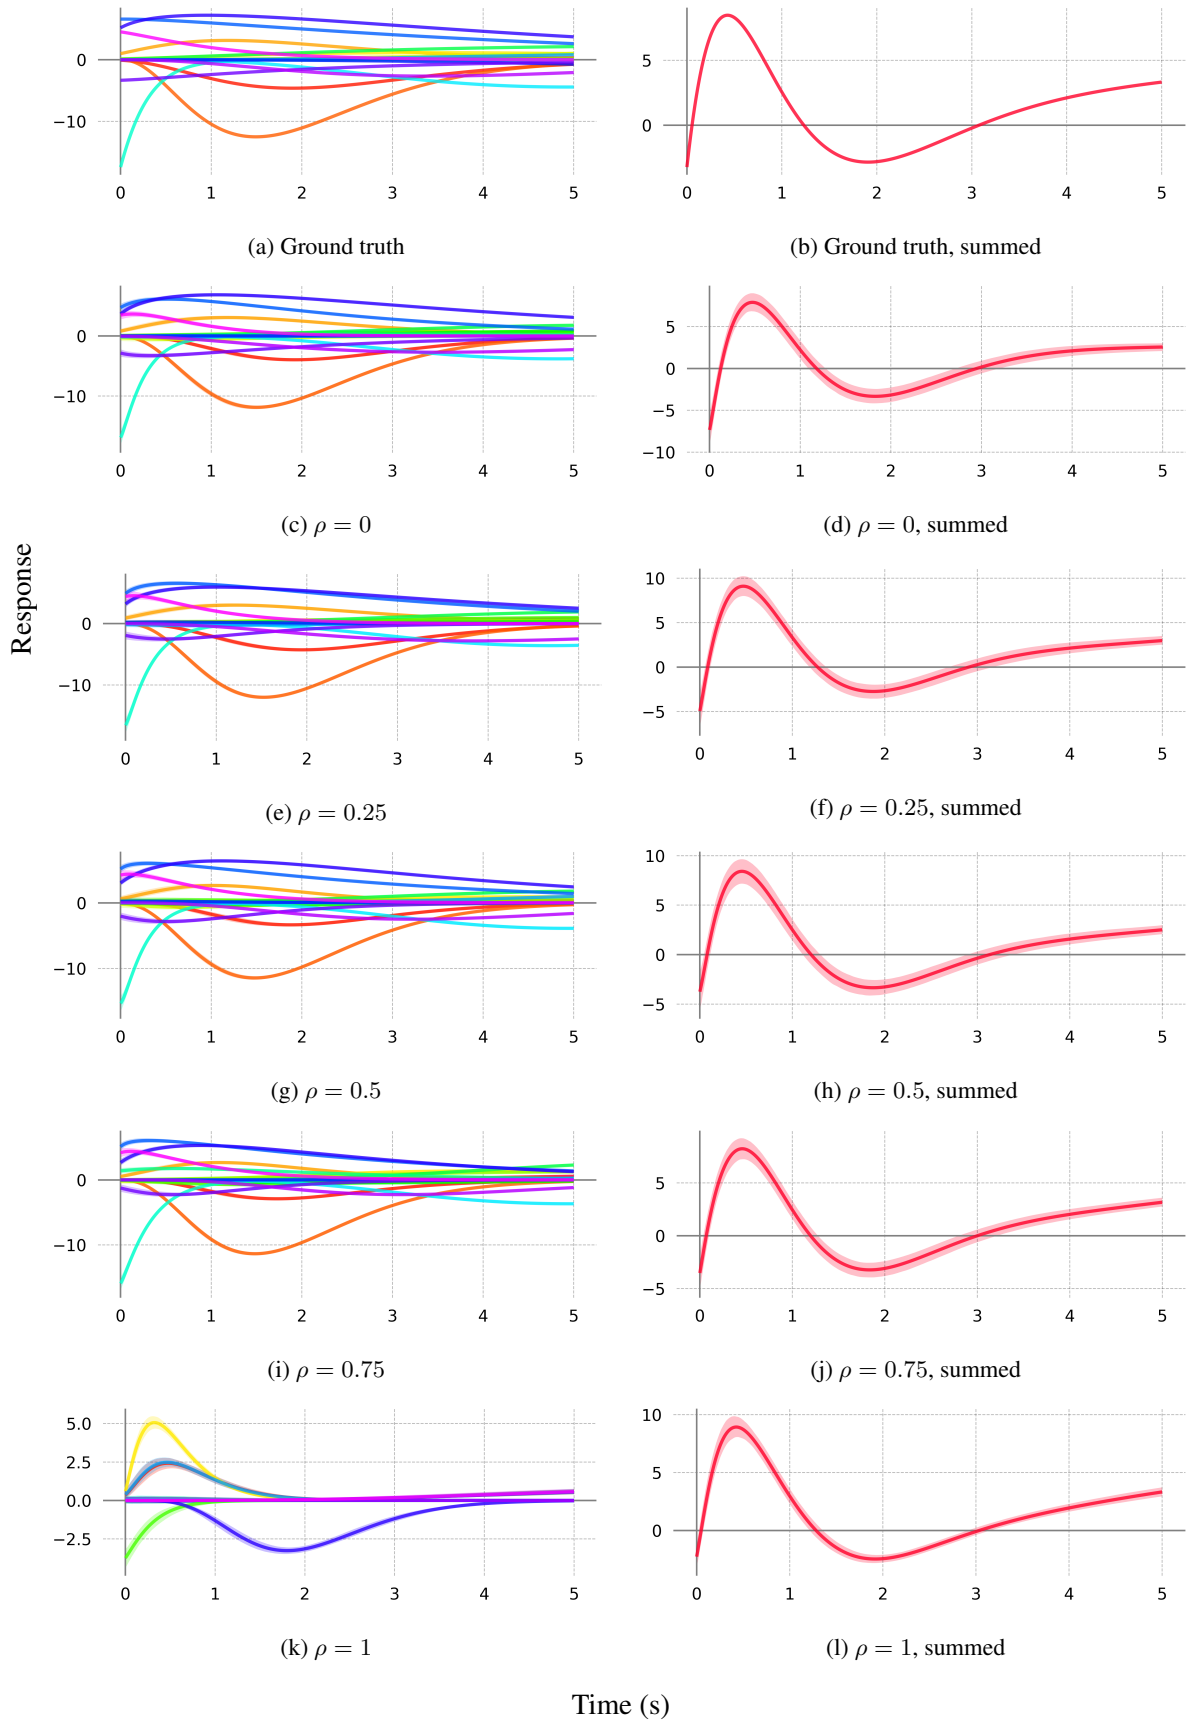 0
−10
0 1 2 3 4 5
(a) Ground truth
5
0
0 1 2 3 4 5
(b) Ground truth, summed
0
−10
0 1 2 3 4 5
(c) ρ = 0
5
0
−5
−10
0 1 2 3 4 5
(d) ρ = 0, summed
Response
0
−10
0 1 2 3 4 5
(e) ρ = 0.25
10
5
0
−5
0 1 2 3 4 5
(f) ρ = 0.25, summed
0
−10
0 1 2 3 4 5
(g) ρ = 0.5
10
5
0
−5
0 1 2 3 4 5
(h) ρ = 0.5, summed
0
−10
0 1 2 3 4 5
(i) ρ = 0.75
5
0
−5
0 1 2 3 4 5
(j) ρ = 0.75, summed
5.0
2.5
0.0
−2.5
0 1 2 3 4 5
(k) ρ = 1
10
5
0
0 1 2 3 4 5
(l) ρ = 1, summed
Time (s)